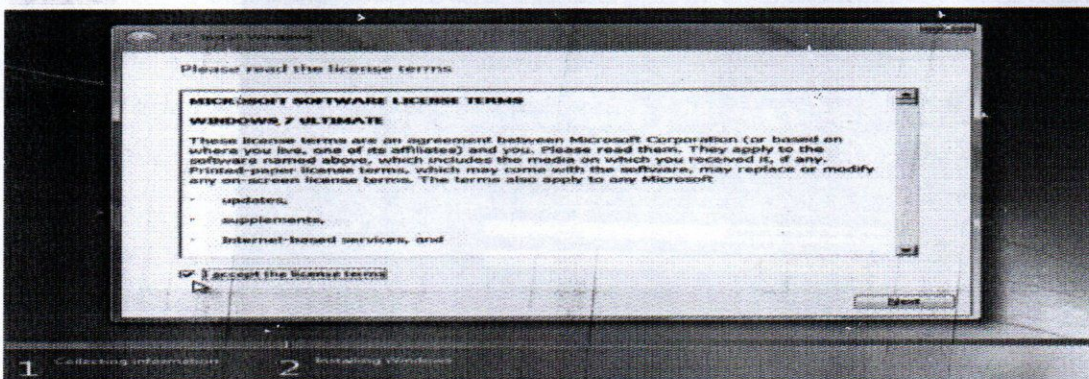 Install Windows
Please read the license terms
MICROSOFT SOFTWARE LICENSE TERMS
WINDOWS 7 ULTIMATE
These license terms are an agreement between Microsoft Corporation (or based on
where you live, one of its affiliates) and you. Please read them. They apply to the
software named above, which includes the media on which you received it, if any.
Printed-paper license terms, which may come with the software, may replace or modify
any on-screen license terms. The terms also apply to any Microsoft
· updates,
· supplements,
· Internet-based services, and
I accept the license terms
Next
1 Collecting information 2 Installing Windows